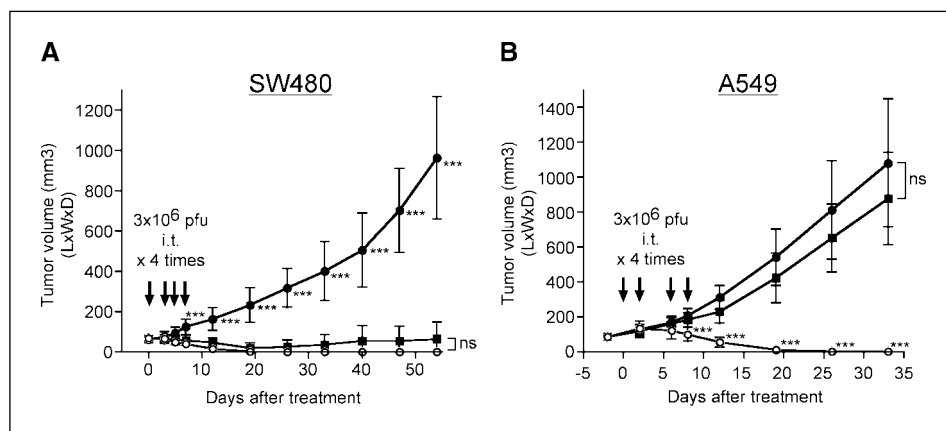 A
SW480
Tumor volume (mm3)
(LxWxD)
1200
1000
800
600
400
200
0
3x10⁶ pfu
i.t.
x 4 times
***
***
***
***
***
***
***
***
ns
0
10
20
30
40
50
60
Days after treatment
B
A549
Tumor volume (mm3)
(LxWxD)
1400
1200
1000
800
600
400
200
0
3x10⁶ pfu
i.t.
x 4 times
ns
***
***
***
***
***
-5
0
5
10
15
20
25
30
35
Days after treatment